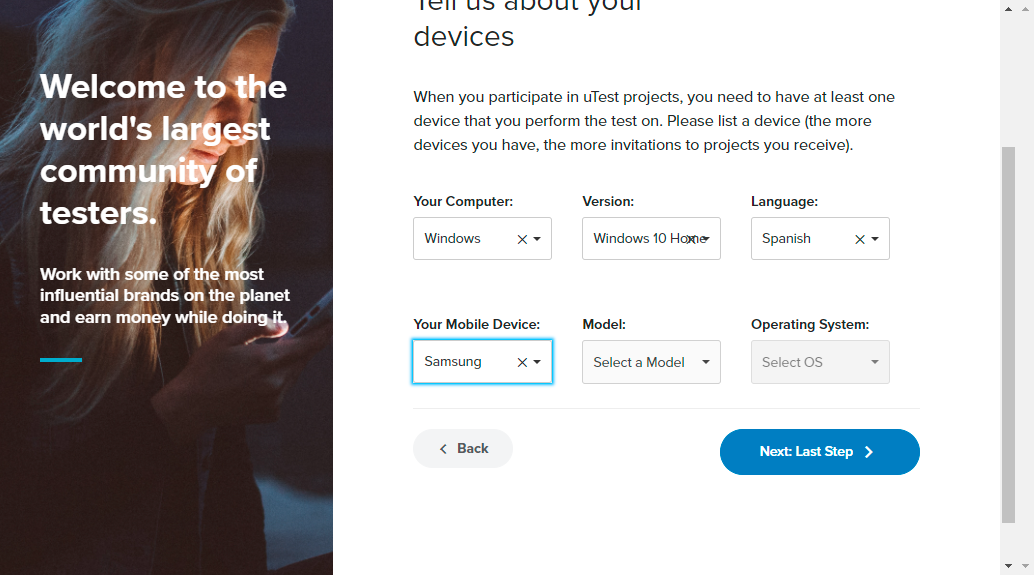 Welcome to the
world's largest
community of
testers.
Work with some of the most
influential brands on the planet
and earn money while doing it.
Tell us about your
devices
When you participate in uTest projects, you need to have at least one
device that you perform the test on. Please list a device (the more
devices you have, the more invitations to projects you receive).
Your Computer: Version: Language:
Windows Windows 10 Home Spanish
Your Mobile Device: Model: Operating System:
Samsung Select a Model Select OS
Back Next: Last Step